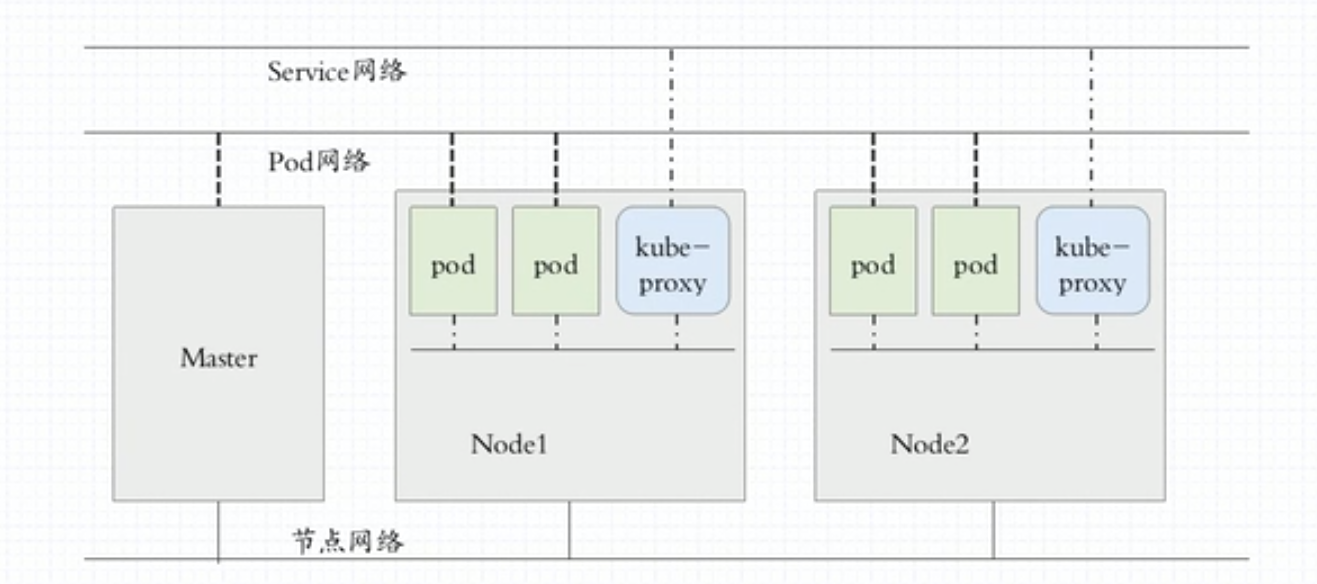 Service网络
Pod网络
pod
pod
kube-
proxy
pod
pod
kube-
proxy
Master
Node1
Node2
节点网络